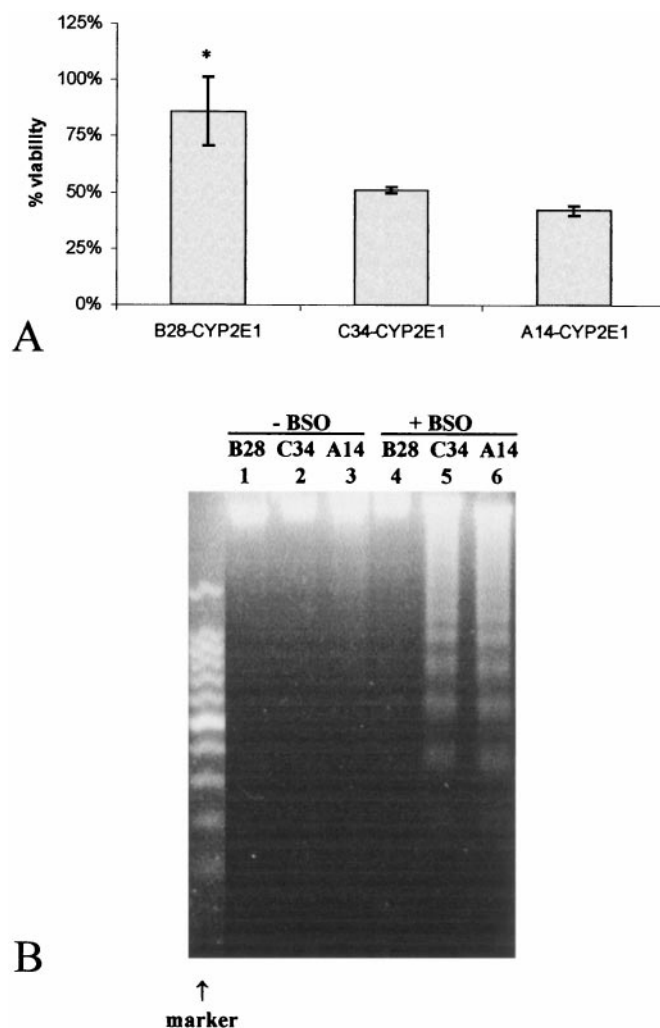 125%
100%
75%
50%
25%
0%
% viability
*
B28-CYP2E1 C34-CYP2E1 A14-CYP2E1
A
- BSO + BSO
B28 C34 A14 B28 C34 A14
1 2 3 4 5 6
B
↑
marker